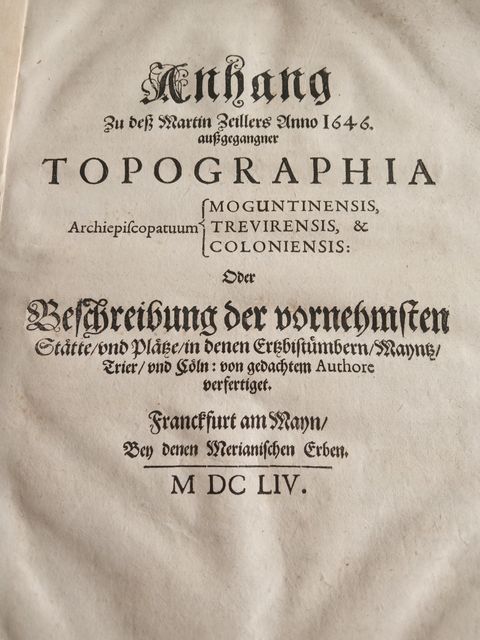 Anhang
Zu deß Martin Zeillers Anno 1646.
außgegangner
TOPOGRAPHIA
Archiepiſcopatuum { MOGUNTINENSIS,
TREVIRENSIS, &
COLONIENSIS:
Oder
Beſchreibung der vornehmſten
Stätte/ vnd Plätze/ in denen Ertzbiſtümbern/ Mayntz/
Trier/ vnd Cöln: von gedachtem Authore
verfertiget.
Franckfurt am Mayn/
Bey denen Merianiſchen Erben.
M DC LIV.